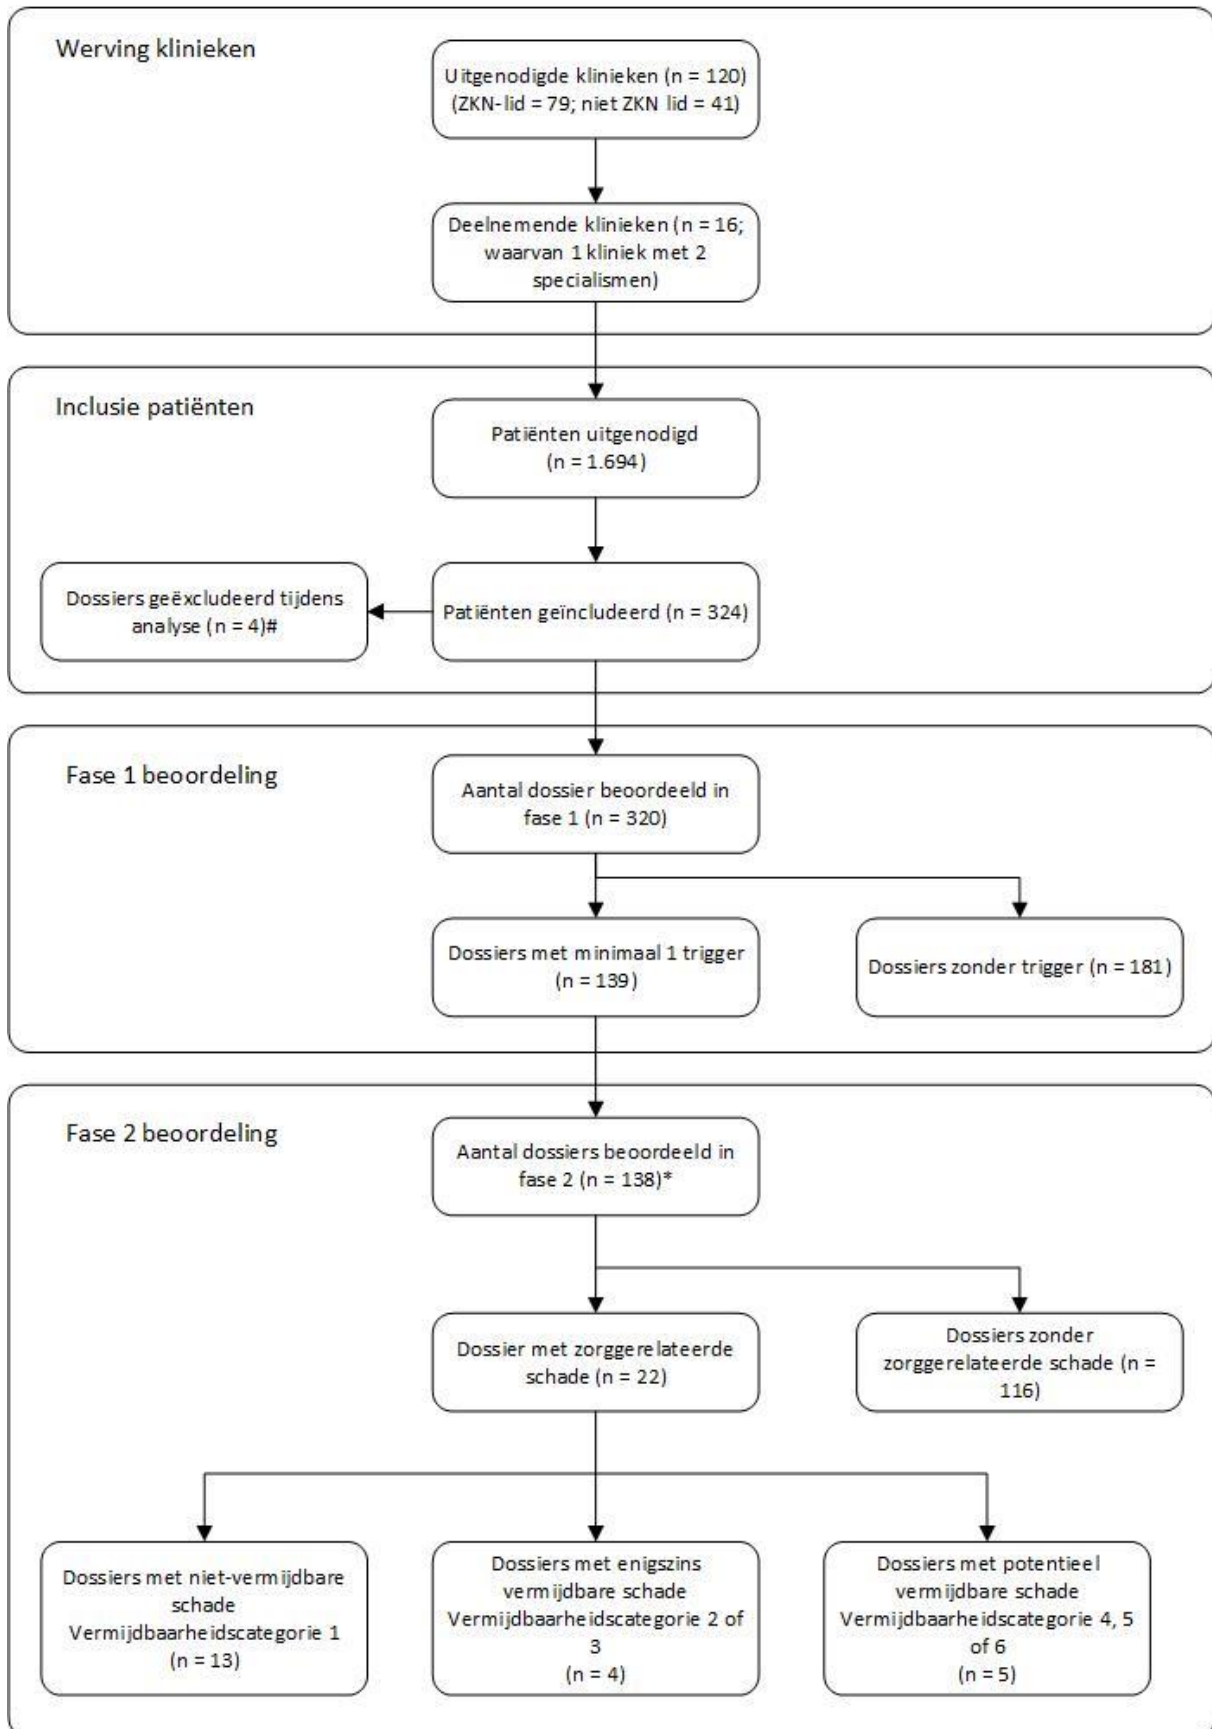 Werving klinieken
Uitgenodigde klinieken (n = 120)
(ZKN-lid = 79; niet ZKN lid = 41)
Deelnemende klinieken (n = 16;
waarvan 1 kliniek met 2
specialismen)
Inclusie patiënten
Patiënten uitgenodigd
(n = 1.694)
Dossiers geëxcludeerd tijdens
analyse (n = 4)#
Patiënten geïncludeerd (n = 324)
Fase 1 beoordeling
Aantal dossier beoordeeld in
fase 1 (n = 320)
Dossiers met minimaal 1 trigger
(n = 139)
Dossiers zonder trigger (n = 181)
Fase 2 beoordeling
Aantal dossiers beoordeeld in
fase 2 (n = 138)*
Dossier met zorggerelateerde
schade (n = 22)
Dossiers zonder
zorggerelateerde schade (n =
116)
Dossiers met niet-vermijdbare
schade
Vermijdbaarheidscategorie 1
(n = 13)
Dossiers met enigszins
vermijdbare schade
Vermijdbaarheidscategorie 2 of
3
(n = 4)
Dossiers met potentieel
vermijdbare schade
Vermijdbaarheidscategorie 4, 5
of 6
(n = 5)